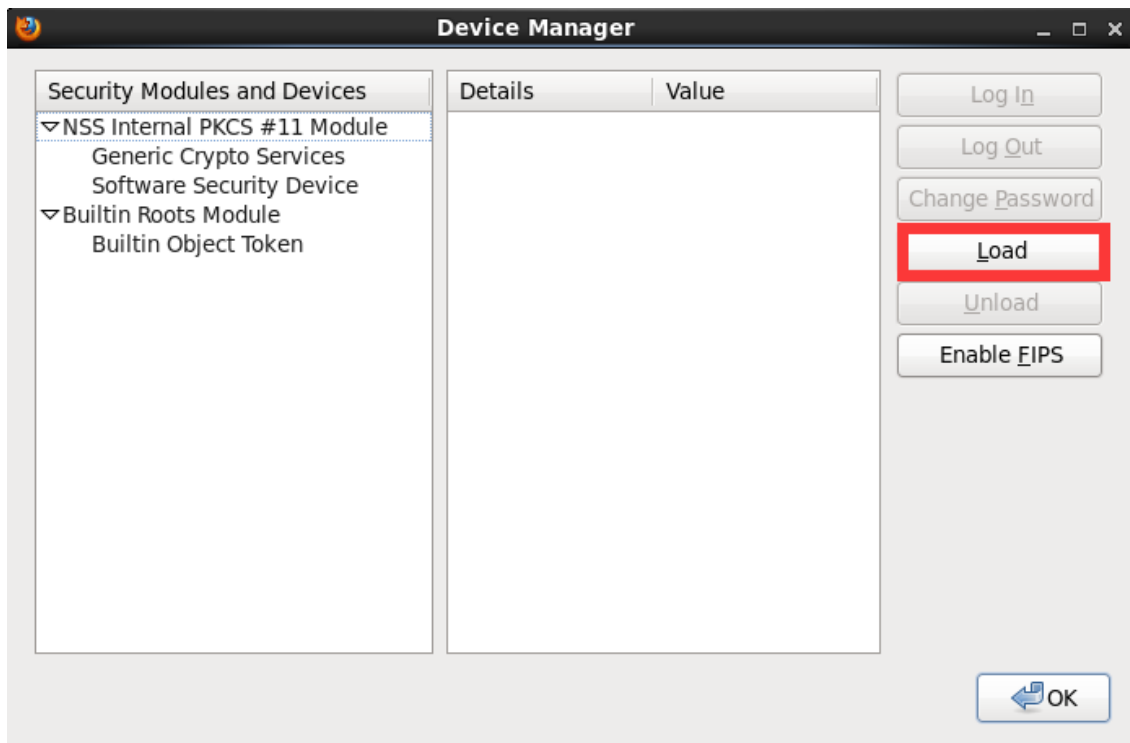 Device Manager
Security Modules and Devices
NSS Internal PKCS #11 Module
Generic Crypto Services
Software Security Device
Builtin Roots Module
Builtin Object Token
Details Value
Log In
Log Out
Change Password
Load
Unload
Enable FIPS
OK